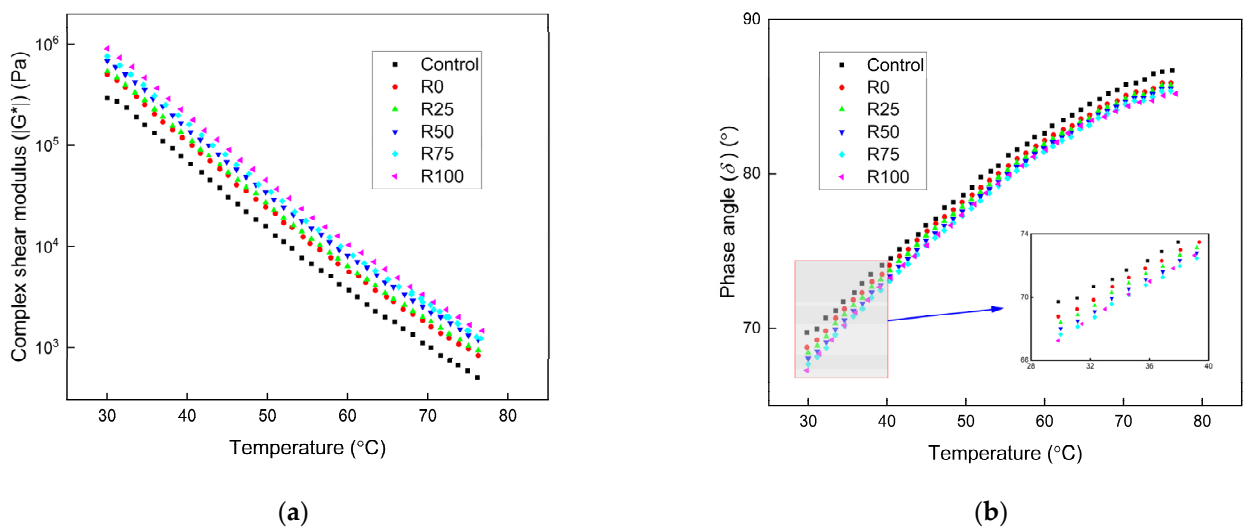 10^6
10^5
10^4
10^3
Complex shear modulus (|G*|) (Pa)
Control
R0
R25
R50
R75
R100
30 40 50 60 70 80
Temperature (°C)
(a)
90
80
70
Phase angle (δ) (°)
Control
R0
R25
R50
R75
R100
74
70
66
28 32 36 40
30 40 50 60 70 80
Temperature (°C)
(b)